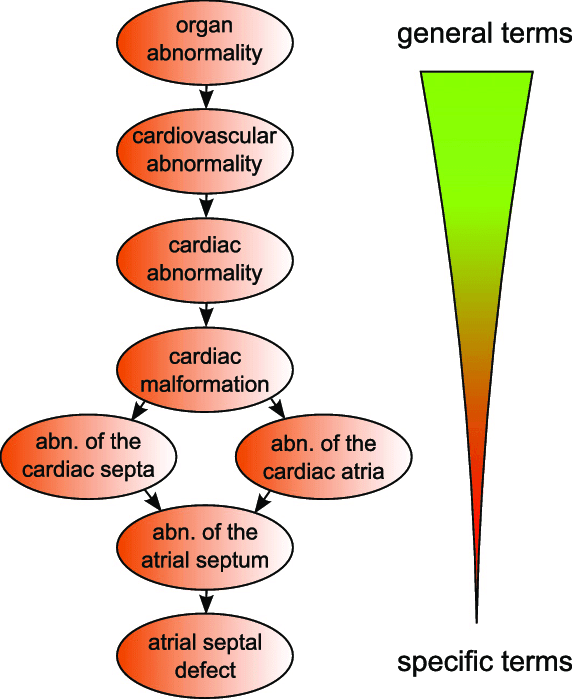 organ
abnormality
general terms
cardiovascular
abnormality
cardiac
abnormality
cardiac
malformation
abn. of the
cardiac septa
abn. of the
cardiac atria
abn. of the
atrial septum
atrial septal
defect
specific terms